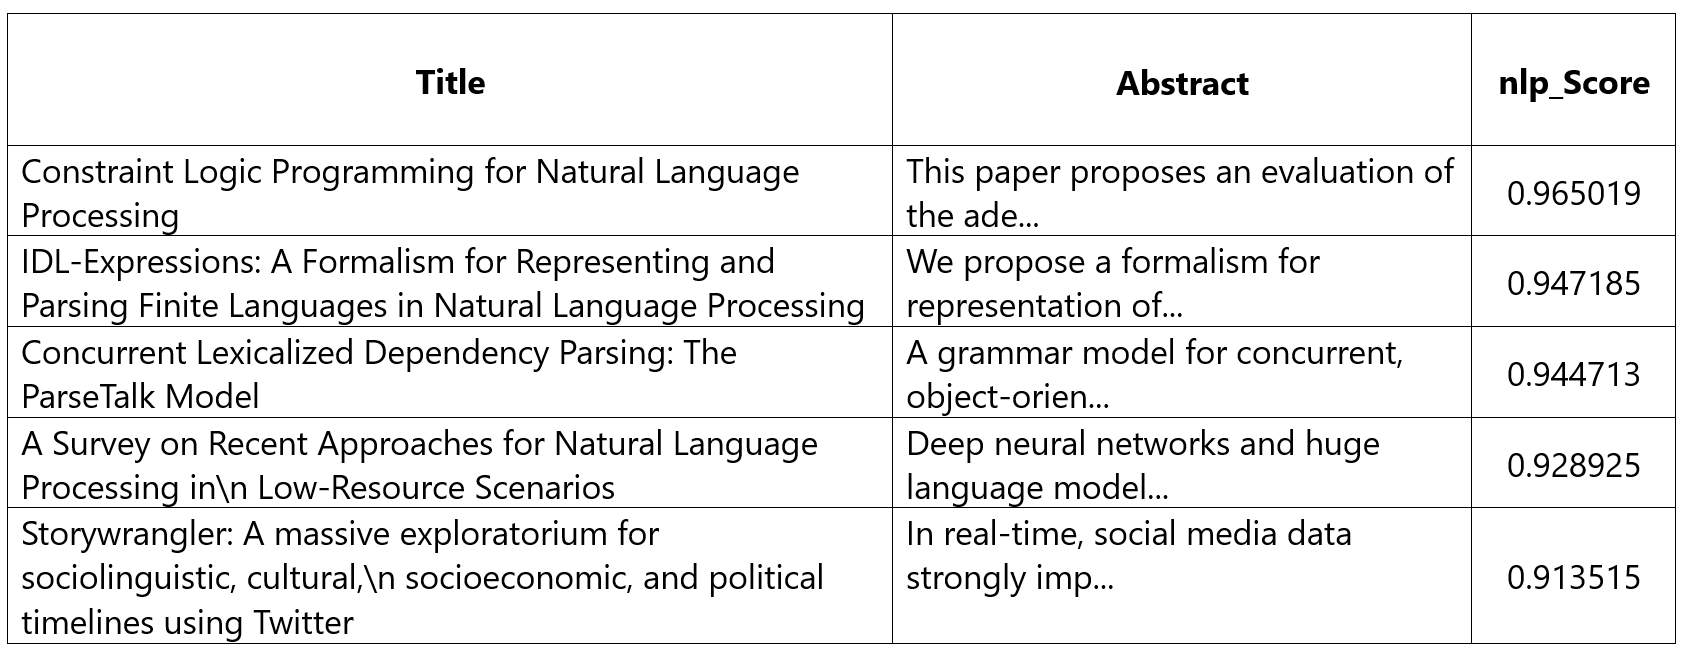 Title Abstract nlp_Score
Constraint Logic Programming for Natural Language
Processing
This paper proposes an evaluation of
the ade...
0.965019
IDL-Expressions: A Formalism for Representing and
Parsing Finite Languages in Natural Language Processing
We propose a formalism for
representation of...
0.947185
Concurrent Lexicalized Dependency Parsing: The
ParseTalk Model
A grammar model for concurrent,
object-orien...
0.944713
A Survey on Recent Approaches for Natural Language
Processing in\n Low-Resource Scenarios
Deep neural networks and huge
language model...
0.928925
Storywrangler: A massive exploratorium for
sociolinguistic, cultural,\n socioeconomic, and political
timelines using Twitter
In real-time, social media data
strongly imp...
0.913515